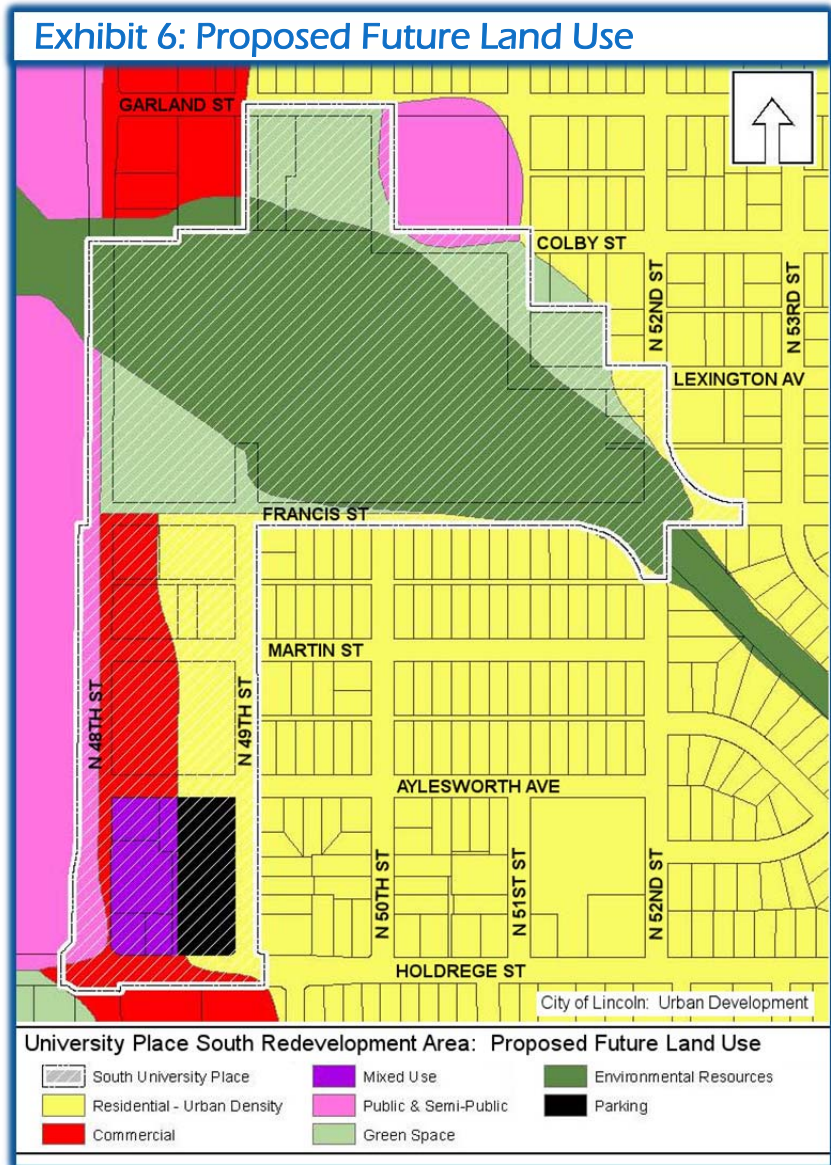 Exhibit 6: Proposed Future Land Use
GARLAND ST
COLBY ST
N 52ND ST
N 53RD ST
LEXINGTON AV
FRANCIS ST
MARTIN ST
N 48TH ST
N 49TH ST
AYLESWORTH AVE
N 50TH ST
N 51ST ST
N 52ND ST
HOLDREGE ST
City of Lincoln: Urban Development
University Place South Redevelopment Area: Proposed Future Land Use
South University Place
Mixed Use
Environmental Resources
Residential - Urban Density
Public & Semi-Public
Parking
Commercial
Green Space